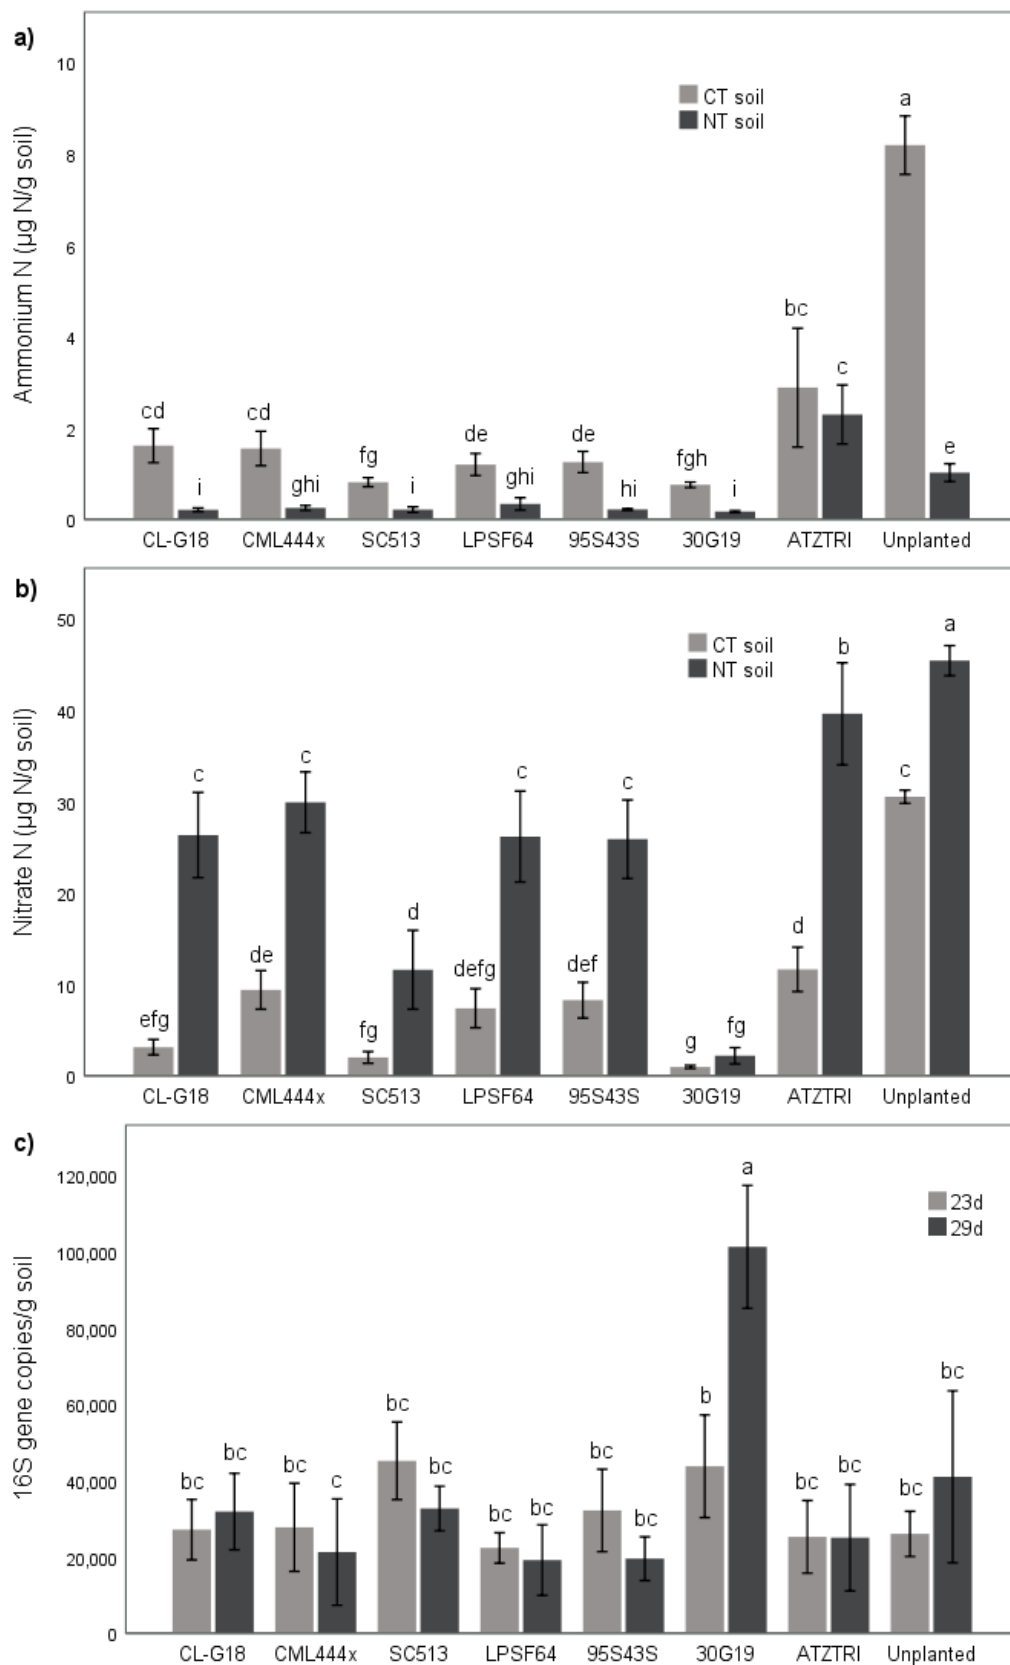 a)
Ammonium N (µg N/g soil)
10
8
6
4
2
0
CT soil
NT soil
cd
i
cd
ghi
fg
i
de
ghi
de
hi
fgh
i
bc
c
a
e
CL-G18 CML444x SC513 LPSF64 95S43S 30G19 ATZTRI Unplanted
b)
Nitrate N (µg N/g soil)
50
40
30
20
10
0
CT soil
NT soil
efg
c
de
c
fg
d
defg
c
def
c
g
fg
d
b
c
a
CL-G18 CML444x SC513 LPSF64 95S43S 30G19 ATZTRI Unplanted
c)
16S gene copies/g soil
120,000
100,000
80,000
60,000
40,000
20,000
0
23d
29d
bc
bc
bc
c
bc
bc
bc
bc
bc
bc
b
a
bc
bc
bc
bc
CL-G18 CML444x SC513 LPSF64 95S43S 30G19 ATZTRI Unplanted